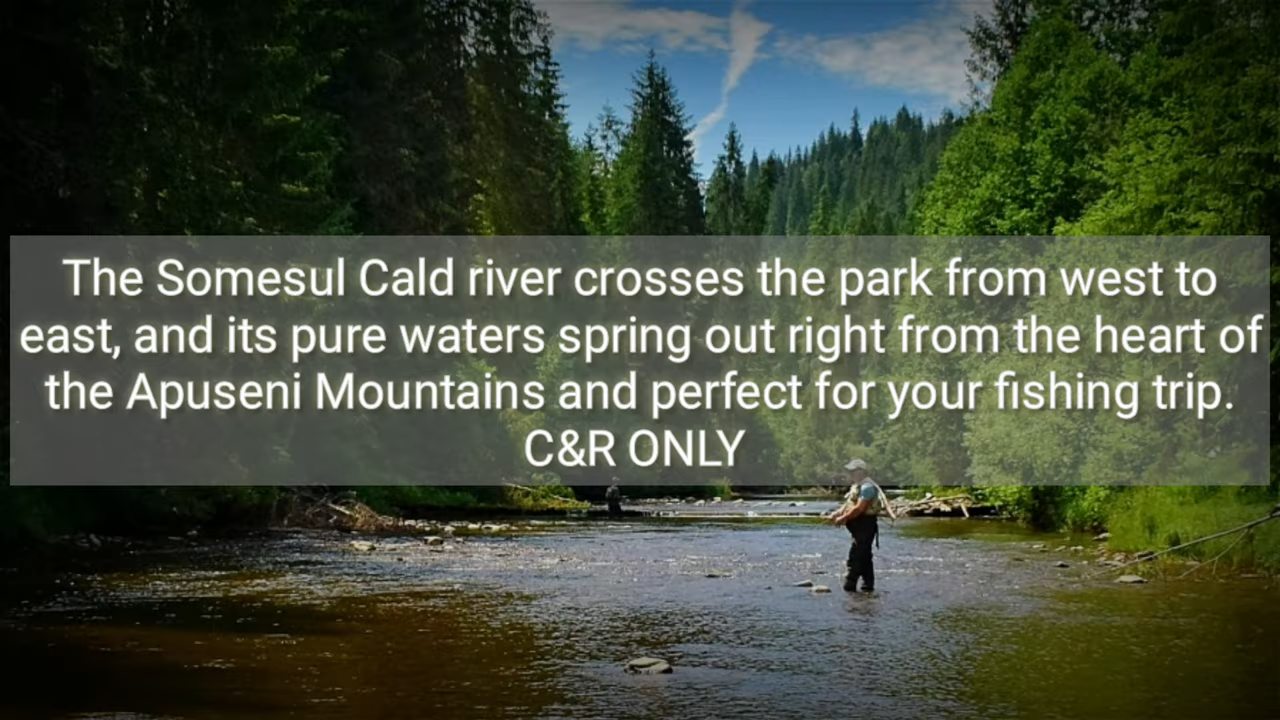 The Somesul Cald river crosses the park from west to
east, and its pure waters spring out right from the heart of
the Apuseni Mountains and perfect for your fishing trip.
C&R ONLY